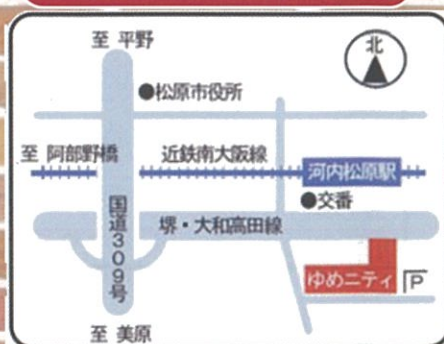 至 平野
北
●松原市役所
至 阿部野橋
近鉄南大阪線
河内松原駅
●交番
国道309号
堺・大和高田線
ゆめニティ
P
至 美原